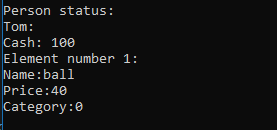 Person status:
Tom:
Cash: 100
Element number 1:
Name:ball
Price:40
Category:0